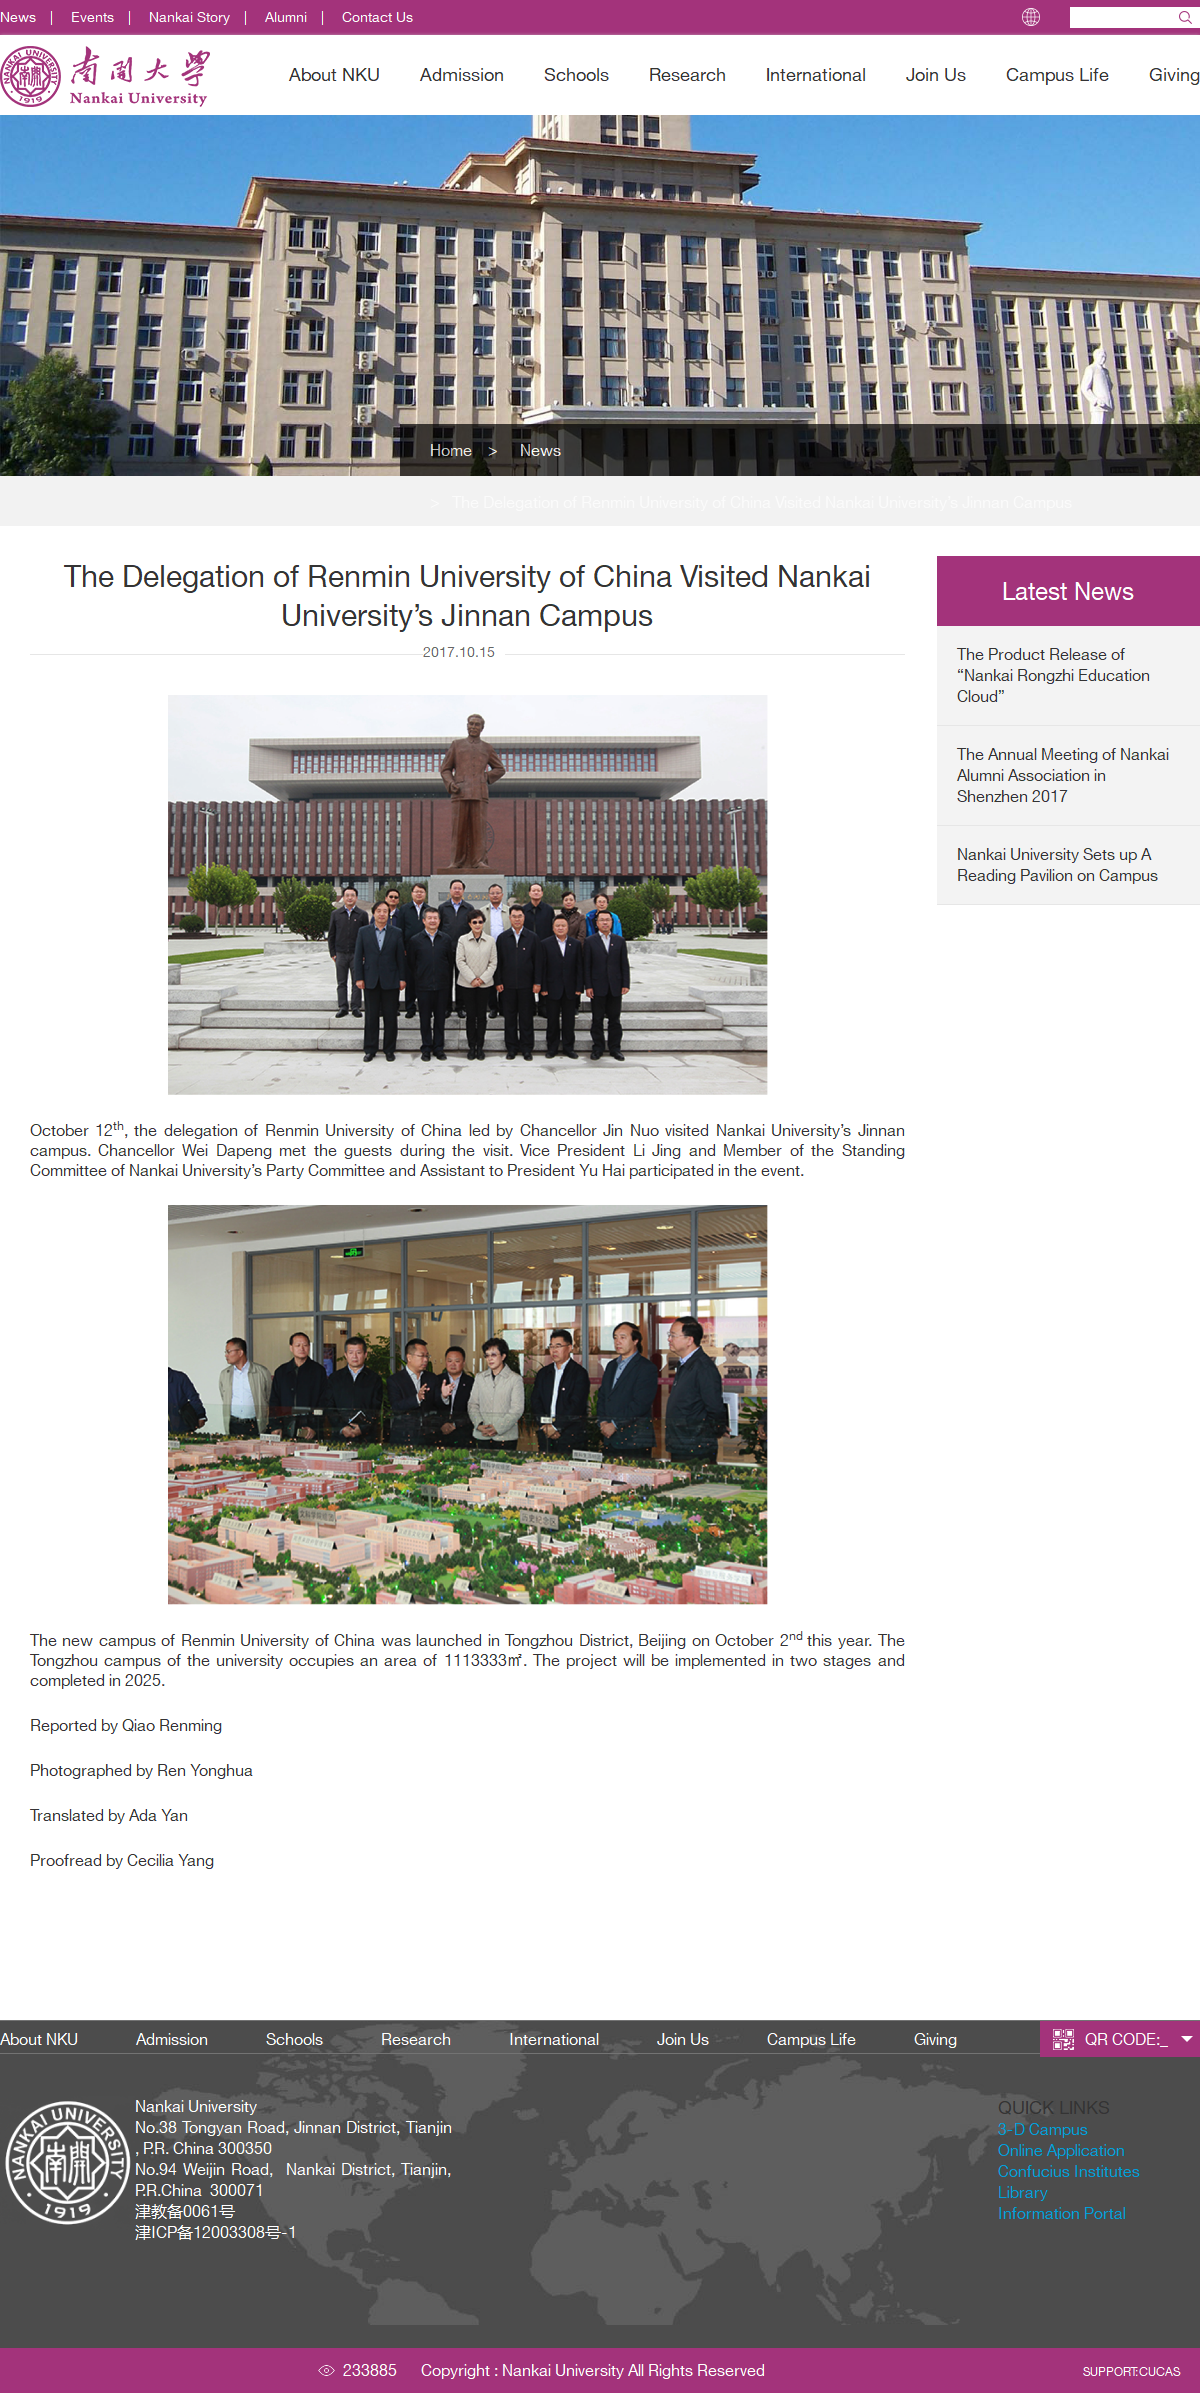 News | Events | Nankai Story | Alumni | Contact Us
NANKAI UNIVERSITY
1919
南開大學
Nankai University
About NKU Admission Schools Research International Join Us Campus Life Giving
Home > News
> The Delegation of Renmin University of China Visited Nankai University's Jinnan Campus
The Delegation of Renmin University of China Visited Nankai
University’s Jinnan Campus
2017.10.15
Latest News
The Product Release of
“Nankai Rongzhi Education
Cloud”
The Annual Meeting of Nankai
Alumni Association in
Shenzhen 2017
Nankai University Sets up A
Reading Pavilion on Campus
October 12th, the delegation of Renmin University of China led by Chancellor Jin Nuo visited Nankai University’s Jinnan
campus. Chancellor Wei Dapeng met the guests during the visit. Vice President Li Jing and Member of the Standing
Committee of Nankai University’s Party Committee and Assistant to President Yu Hai participated in the event.
The new campus of Renmin University of China was launched in Tongzhou District, Beijing on October 2nd this year. The
Tongzhou campus of the university occupies an area of 1113333㎡. The project will be implemented in two stages and
completed in 2025.
Reported by Qiao Renming
Photographed by Ren Yonghua
Translated by Ada Yan
Proofread by Cecilia Yang
About NKU Admission Schools Research International Join Us Campus Life Giving
QR CODE:_
NANKAI UNIVERSITY
1919
Nankai University
No.38 Tongyan Road, Jinnan District, Tianjin
, P.R. China 300350
No.94 Weijin Road, Nankai District, Tianjin,
P.R.China 300071
津教备0061号
津ICP备12003308号-1
QUICK LINKS
3-D Campus
Online Application
Confucius Institutes
Library
Information Portal
233885 Copyright : Nankai University All Rights Reserved
SUPPORT:CUCAS